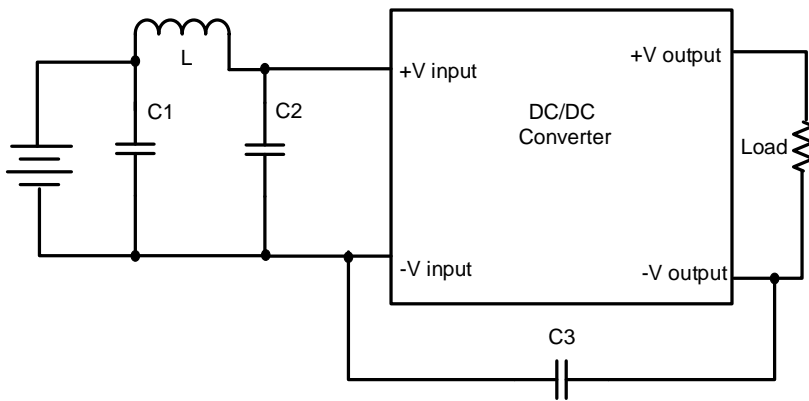 L
C1
C2
+V input
+V output
DC/DC
Converter
Load
-V input
-V output
C3